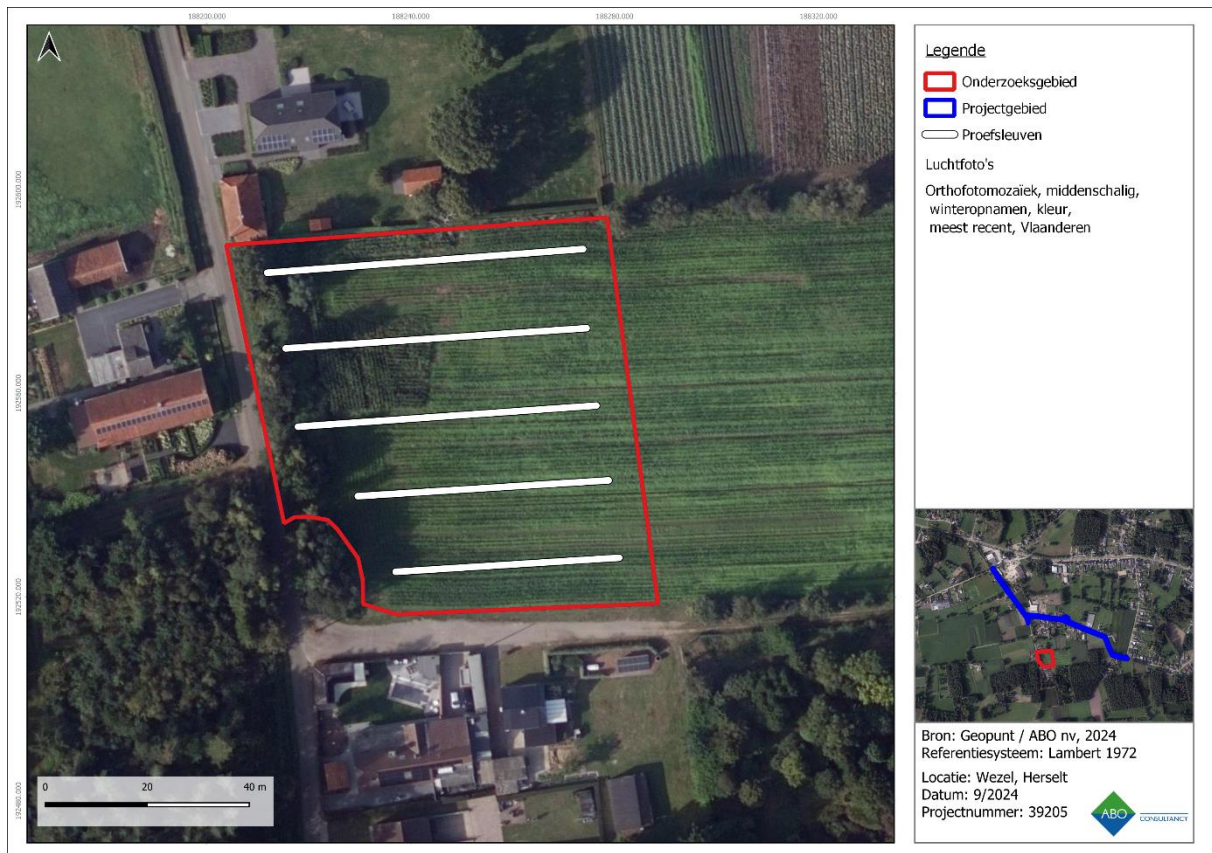 188200.000
188240.000
188280.000
188320.000
192600.000
192560.000
192520.000
192480.000
0
20
40 m
Legende
Onderzoeksgebied
Projectgebied
Proefsleuven
Luchtfoto's
Orthofotomozaïek, middenschalig,
winteropnamen, kleur,
meest recent, Vlaanderen
Bron: Geopunt / ABO nv, 2024
Referentiesysteem: Lambert 1972
Locatie: Wezel, Herselt
Datum: 9/2024
Projectnummer: 39205
ABO
CONSULTANCY